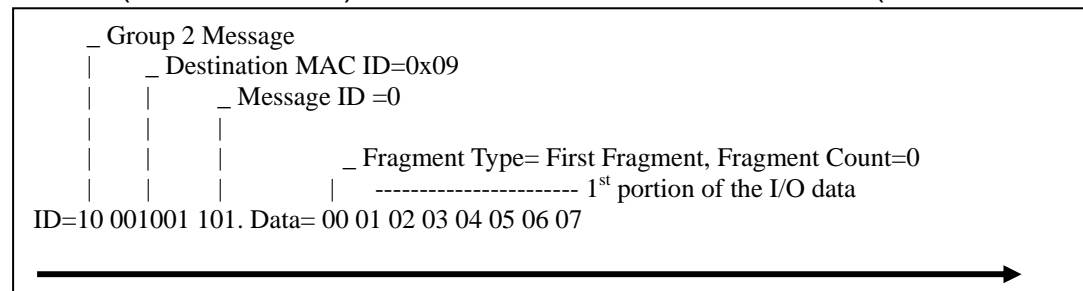 _ Group 2 Message
| _ Destination MAC ID=0x09
| | _ Message ID =0
| | |
| | | _ Fragment Type= First Fragment, Fragment Count=0
| | | | ----------------------- 1st portion of the I/O data
ID=10 001001 101. Data= 00 01 02 03 04 05 06 07